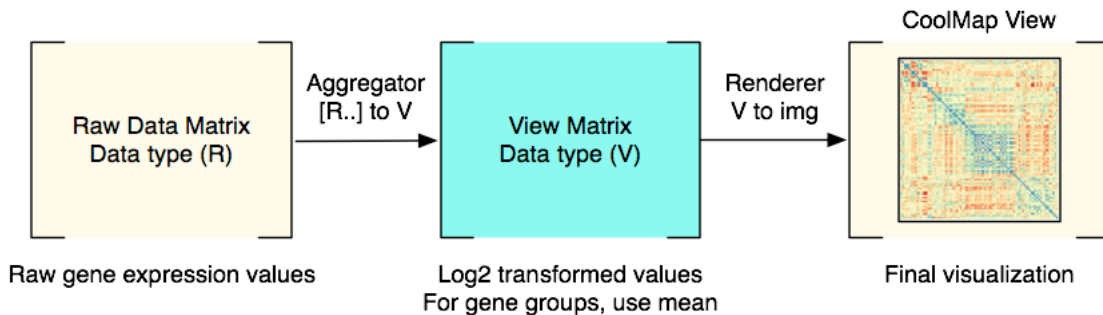 CoolMap View
Raw Data Matrix
Data type (R)
Aggregator
[R..] to V
View Matrix
Data type (V)
Renderer
V to img
Raw gene expression values
Log2 transformed values
For gene groups, use mean
Final visualization